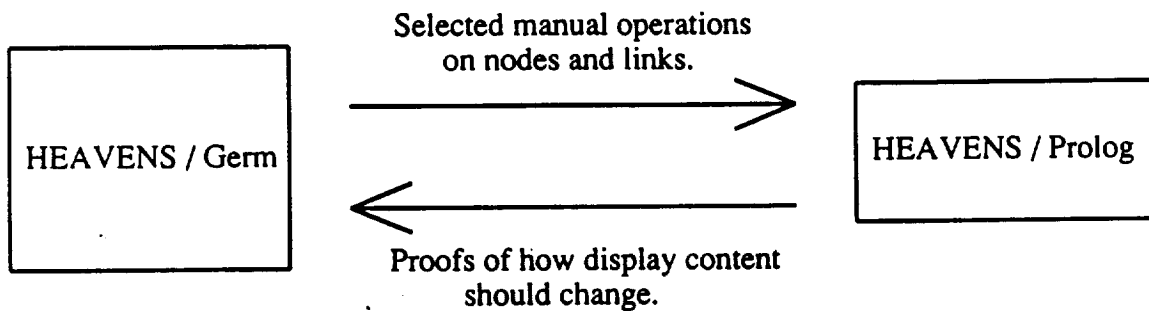 Selected manual operations
on nodes and links.
HEAVENS / Germ
HEAVENS / Prolog
Proofs of how display content
should change.